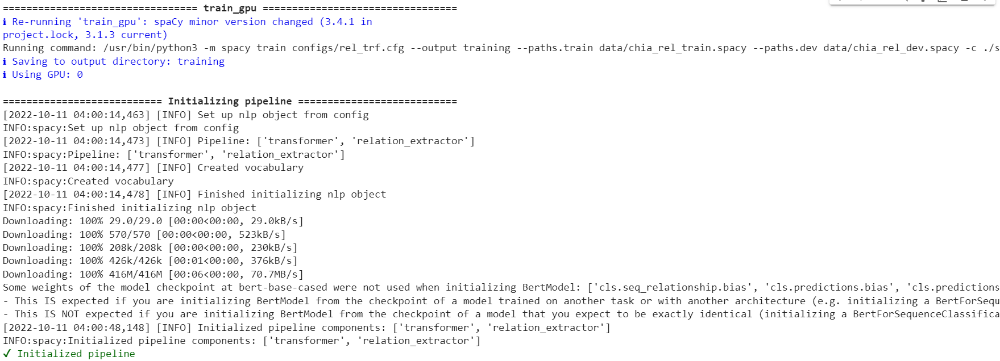 ================================= train_gpu =================================
ℹ Re-running 'train_gpu': spaCy minor version changed (3.4.1 in
project.lock, 3.1.3 current)
Running command: /usr/bin/python3 -m spacy train configs/rel_trf.cfg --output training --paths.train data/chia_rel_train.spacy --paths.dev data/chia_rel_dev.spacy -c ./s
ℹ Saving to output directory: training
ℹ Using GPU: 0
=========================== Initializing pipeline ===========================
[2022-10-11 04:00:14,463] [INFO] Set up nlp object from config
INFO:spacy:Set up nlp object from config
[2022-10-11 04:00:14,473] [INFO] Pipeline: ['transformer', 'relation_extractor']
INFO:spacy:Pipeline: ['transformer', 'relation_extractor']
[2022-10-11 04:00:14,477] [INFO] Created vocabulary
INFO:spacy:Created vocabulary
[2022-10-11 04:00:14,478] [INFO] Finished initializing nlp object
INFO:spacy:Finished initializing nlp object
Downloading: 100% 29.0/29.0 [00:00<00:00, 29.0kB/s]
Downloading: 100% 570/570 [00:00<00:00, 523kB/s]
Downloading: 100% 208k/208k [00:00<00:00, 230kB/s]
Downloading: 100% 426k/426k [00:01<00:00, 376kB/s]
Downloading: 100% 416M/416M [00:06<00:00, 70.7MB/s]
Some weights of the model checkpoint at bert-base-cased were not used when initializing BertModel: ['cls.seq_relationship.bias', 'cls.predictions.bias', 'cls.predictions
- This IS expected if you are initializing BertModel from the checkpoint of a model trained on another task or with another architecture (e.g. initializing a BertForSequ
- This IS NOT expected if you are initializing BertModel from the checkpoint of a model that you expect to be exactly identical (initializing a BertForSequenceClassifica
[2022-10-11 04:00:48,148] [INFO] Initialized pipeline components: ['transformer', 'relation_extractor']
INFO:spacy:Initialized pipeline components: ['transformer', 'relation_extractor']
✔ Initialized pipeline